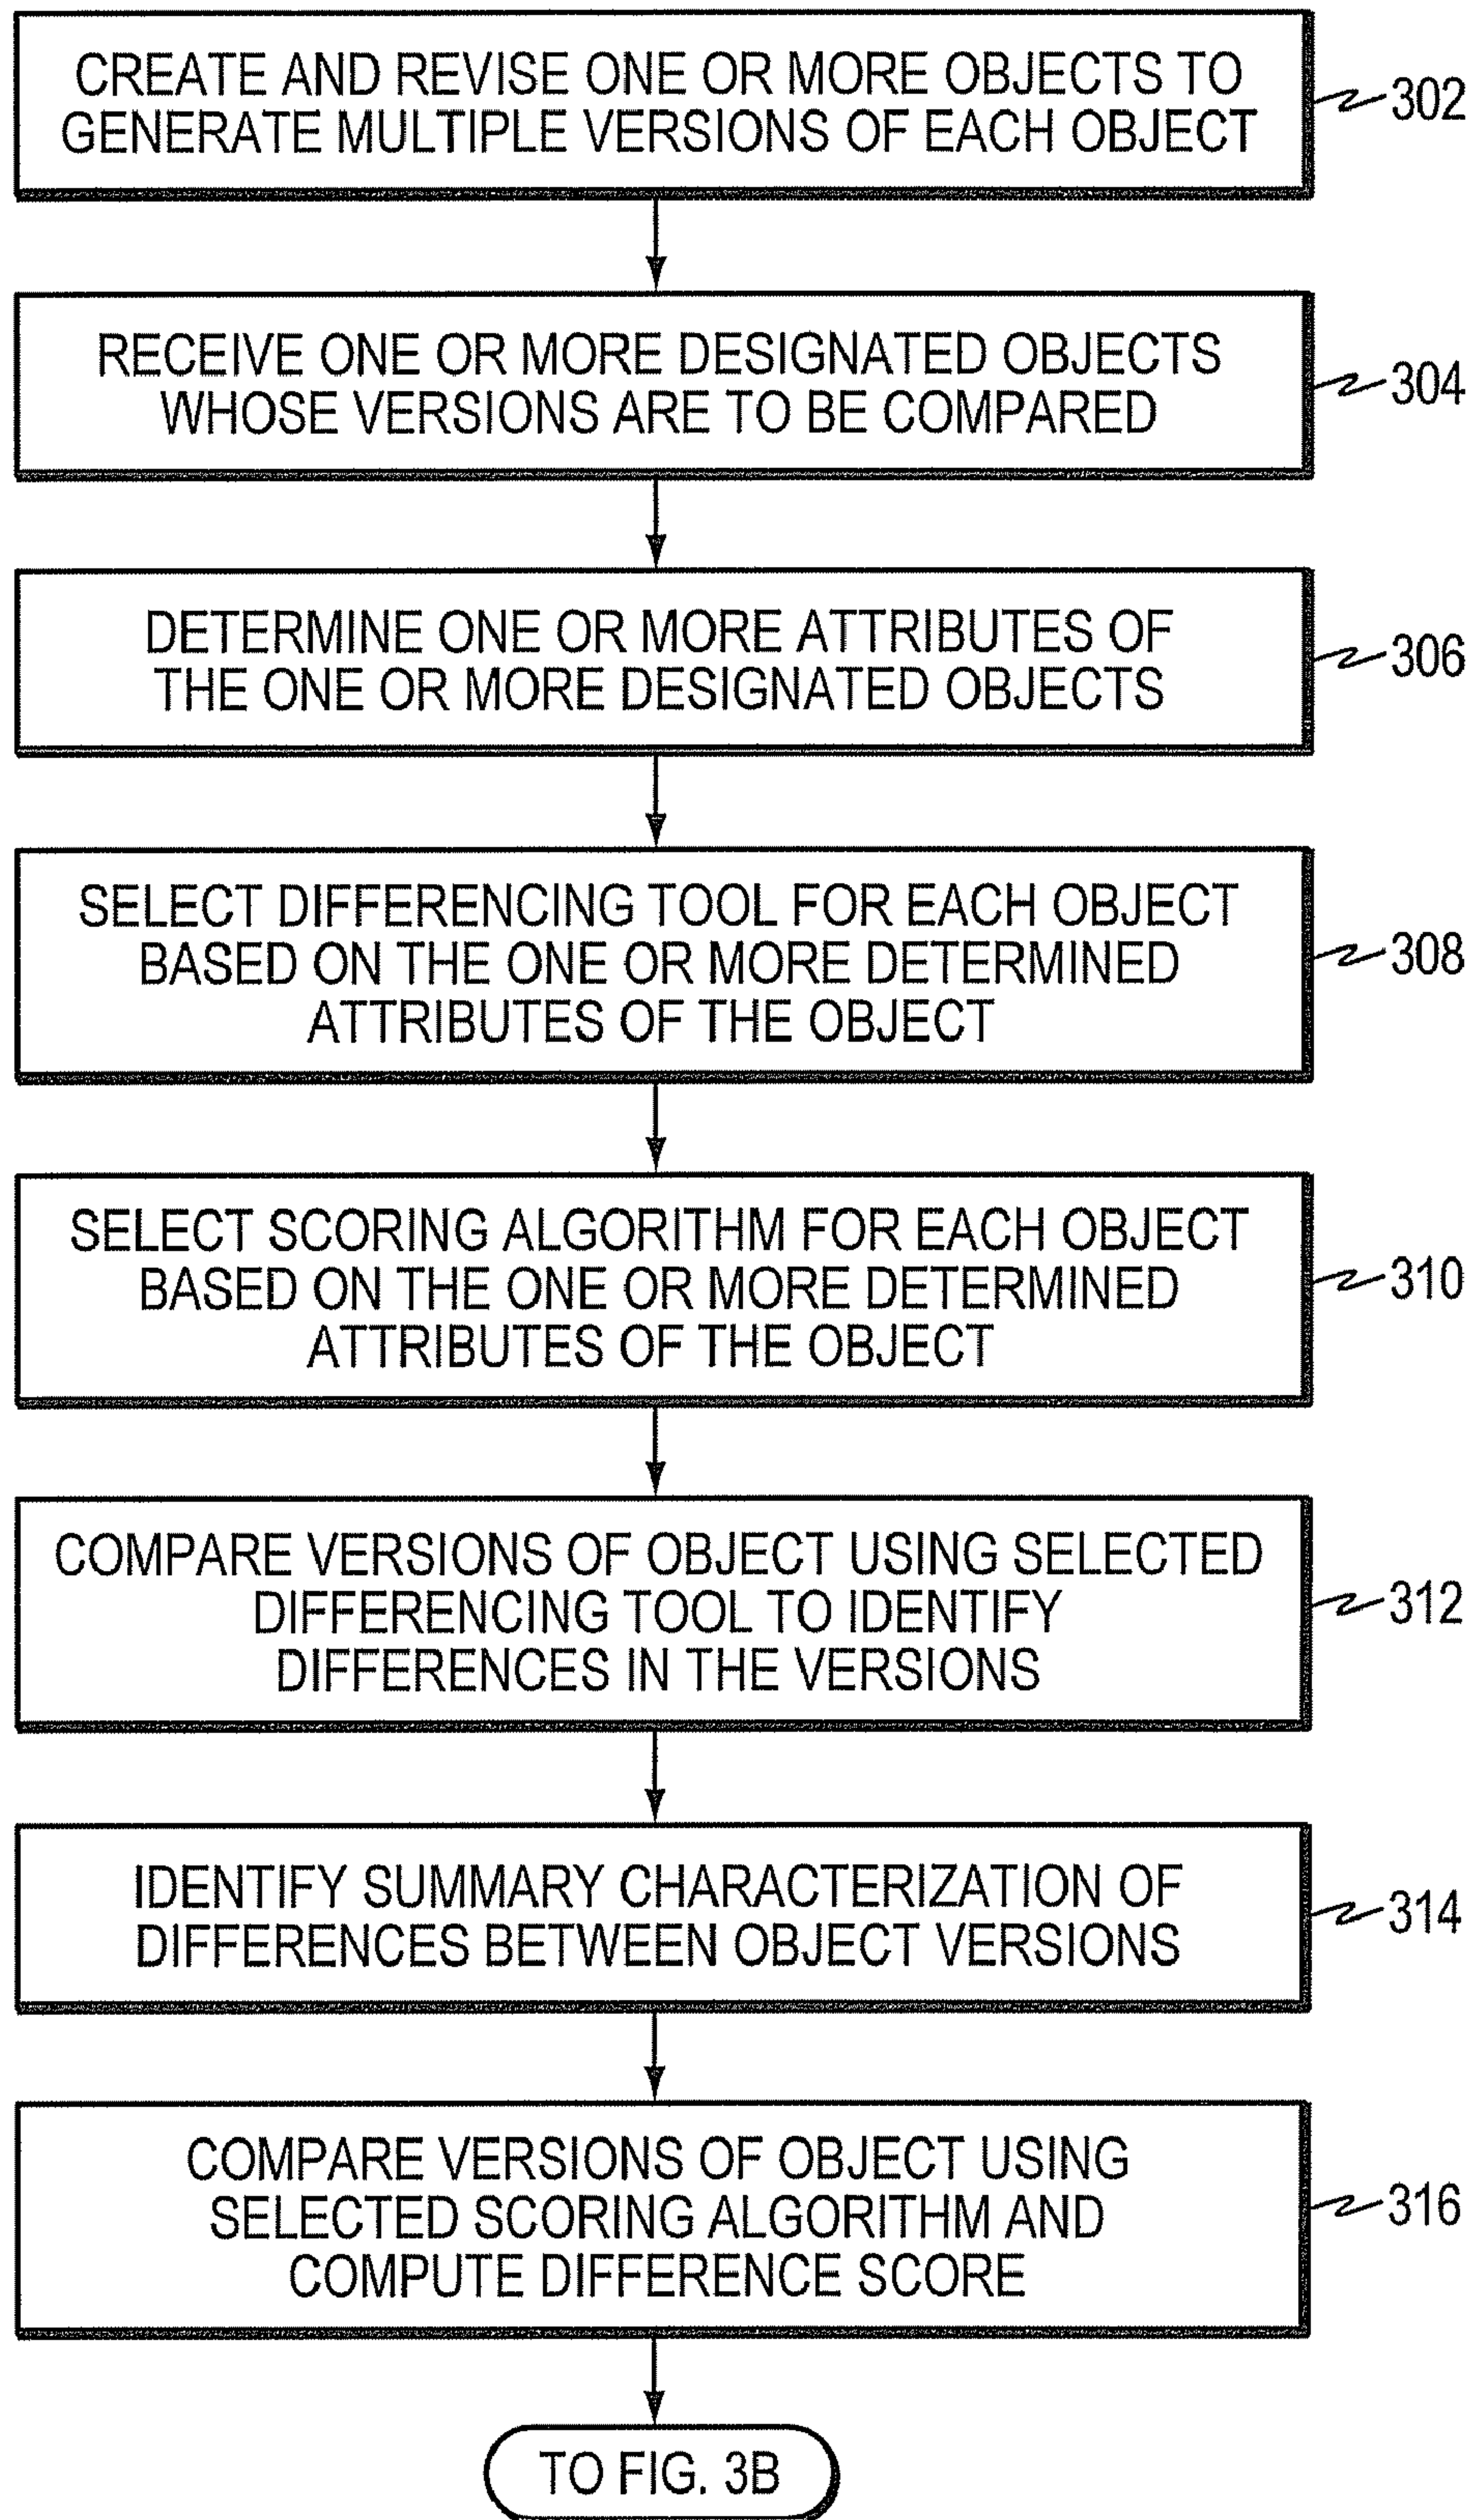 CREATE AND REVISE ONE OR MORE OBJECTS TO
GENERATE MULTIPLE VERSIONS OF EACH OBJECT
302
RECEIVE ONE OR MORE DESIGNATED OBJECTS
WHOSE VERSIONS ARE TO BE COMPARED
304
DETERMINE ONE OR MORE ATTRIBUTES OF
THE ONE OR MORE DESIGNATED OBJECTS
306
SELECT DIFFERENCING TOOL FOR EACH OBJECT
BASED ON THE ONE OR MORE DETERMINED
ATTRIBUTES OF THE OBJECT
308
SELECT SCORING ALGORITHM FOR EACH OBJECT
BASED ON THE ONE OR MORE DETERMINED
ATTRIBUTES OF THE OBJECT
310
COMPARE VERSIONS OF OBJECT USING SELECTED
DIFFERENCING TOOL TO IDENTIFY
DIFFERENCES IN THE VERSIONS
312
IDENTIFY SUMMARY CHARACTERIZATION OF
DIFFERENCES BETWEEN OBJECT VERSIONS
314
COMPARE VERSIONS OF OBJECT USING
SELECTED SCORING ALGORITHM AND
COMPUTE DIFFERENCE SCORE
316
TO FIG. 3B